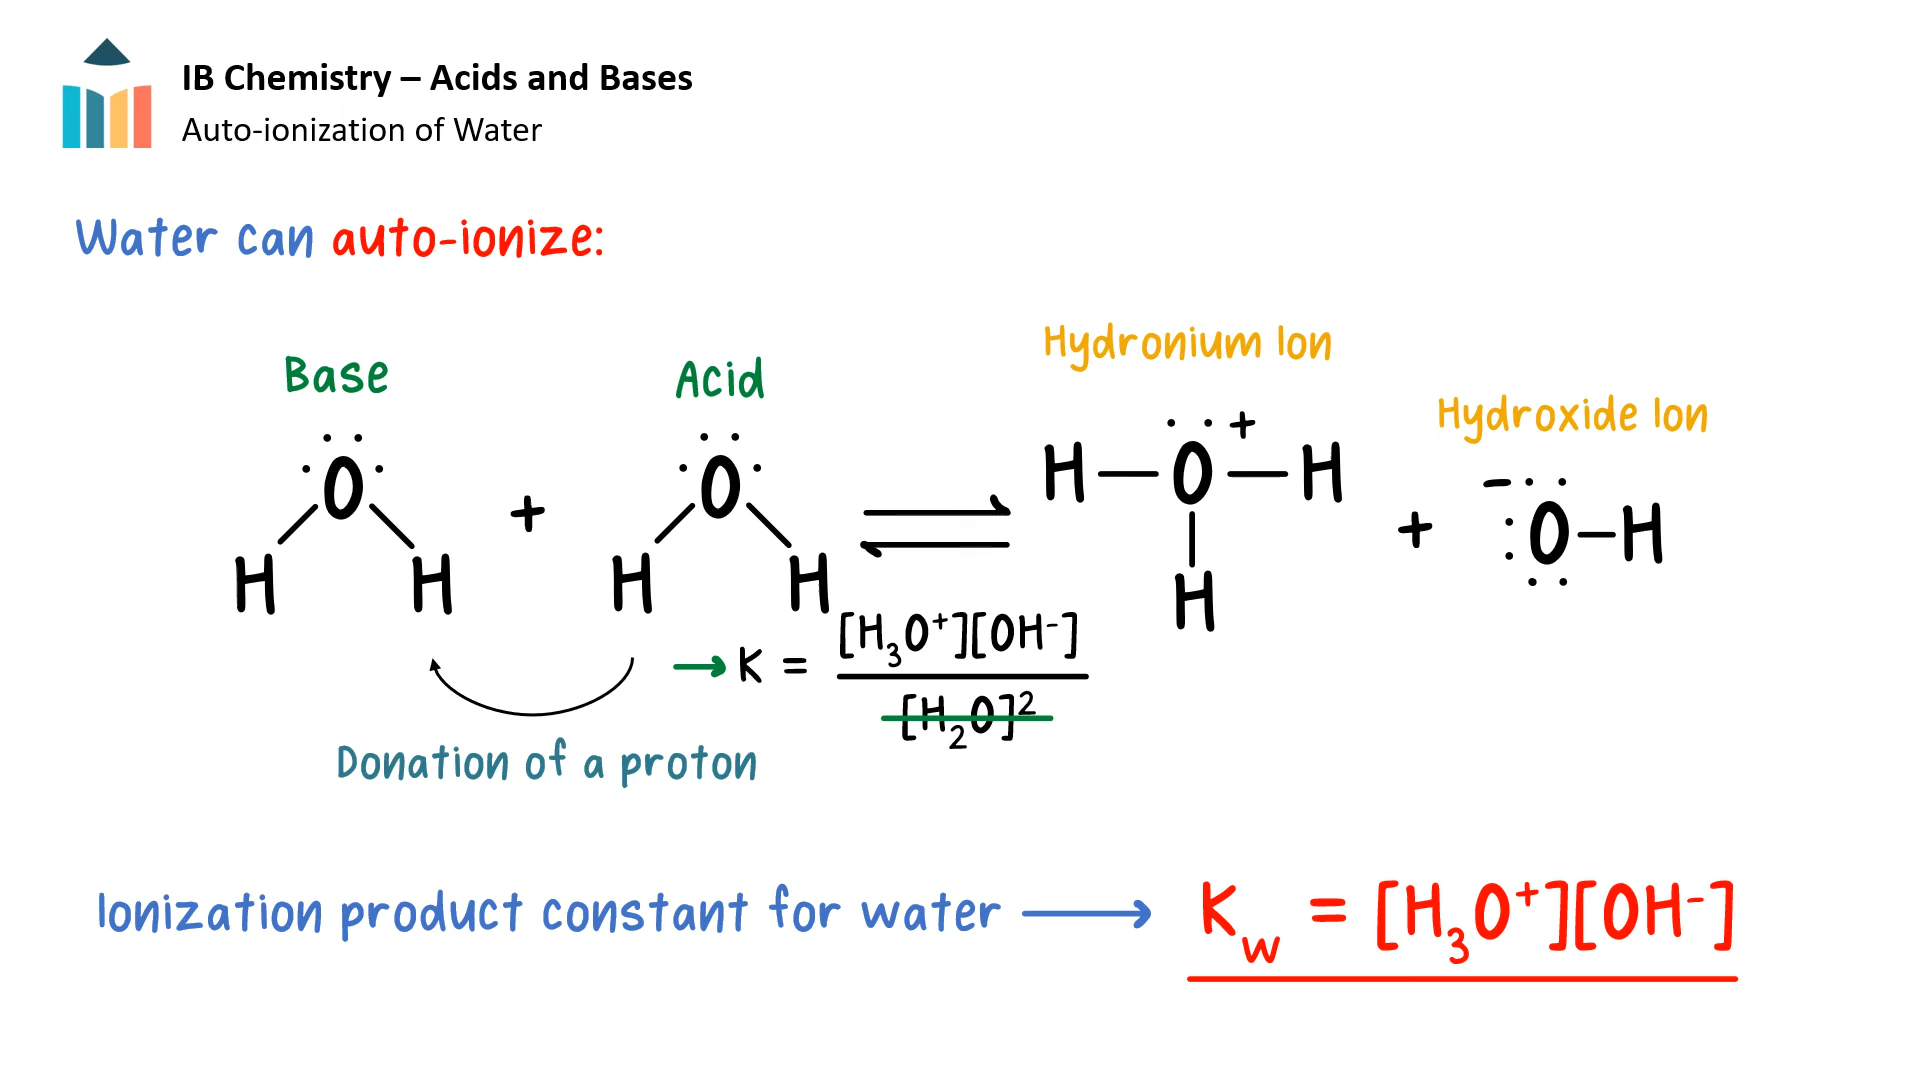 IB Chemistry – Acids and Bases
Auto-ionization of Water
Water can auto-ionize:
Base
Acid
Hydronium Ion
Hydroxide Ion
H O H + H O H ⇌ H—O⁺—H H + ⁻O—H
→ K = [H₃O⁺][OH⁻]
[H₂O]²
Donation of a proton
Ionization product constant for water → K_w = [H₃O⁺][OH⁻]